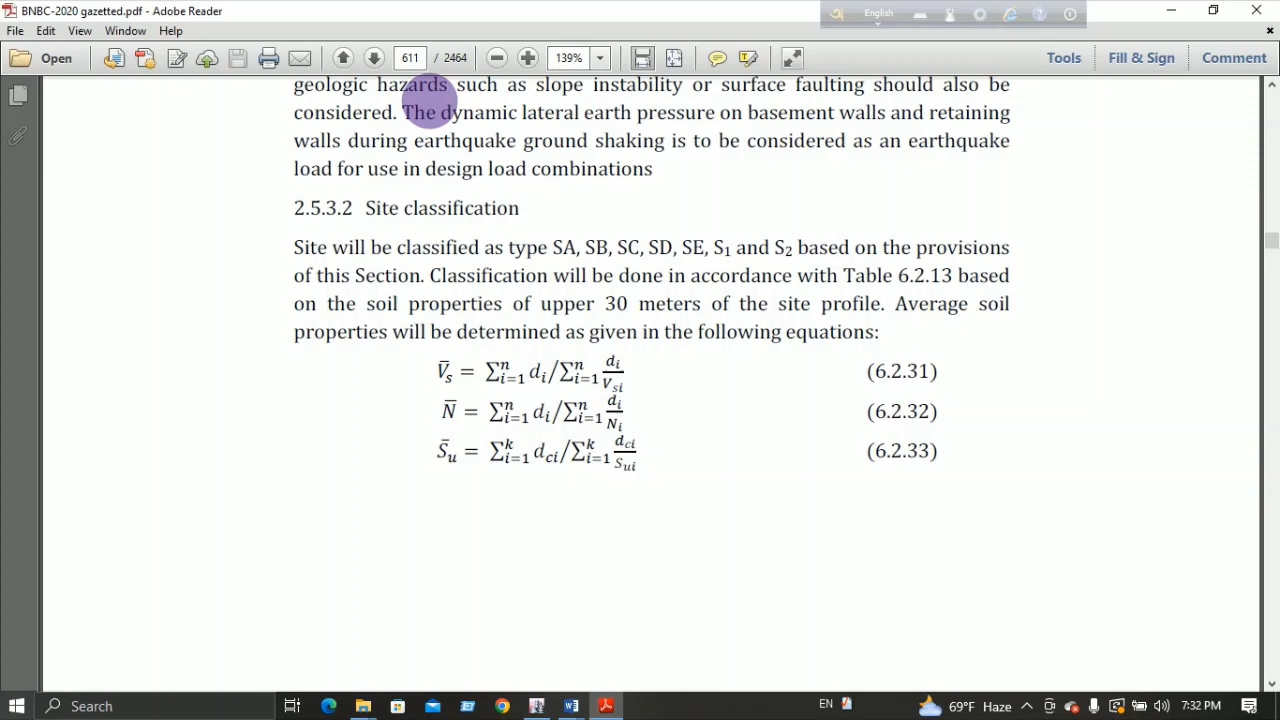 BNBC-2020 gazetted.pdf - Adobe Reader
English
File Edit View Window Help
Open 611 / 2464 139% Tools Fill & Sign Comment
geologic hazards such as slope instability or surface faulting should also be
considered. The dynamic lateral earth pressure on basement walls and retaining
walls during earthquake ground shaking is to be considered as an earthquake
load for use in design load combinations
2.5.3.2 Site classification
Site will be classified as type SA, SB, SC, SD, SE, S₁ and S₂ based on the provisions
of this Section. Classification will be done in accordance with Table 6.2.13 based
on the soil properties of upper 30 meters of the site profile. Average soil
properties will be determined as given in the following equations:
V̄ₛ = ∑ⁿᵢ₌₁ dᵢ/∑ⁿᵢ₌₁ dᵢ/Vₛᵢ (6.2.31)
N̄ = ∑ⁿᵢ₌₁ dᵢ/∑ⁿᵢ₌₁ dᵢ/Nᵢ (6.2.32)
S̄ᵤ = ∑ᵏᵢ₌₁ d_ci/∑ᵏᵢ₌₁ d_ci/S_ui (6.2.33)
Search EN 69°F Haze 7:32 PM